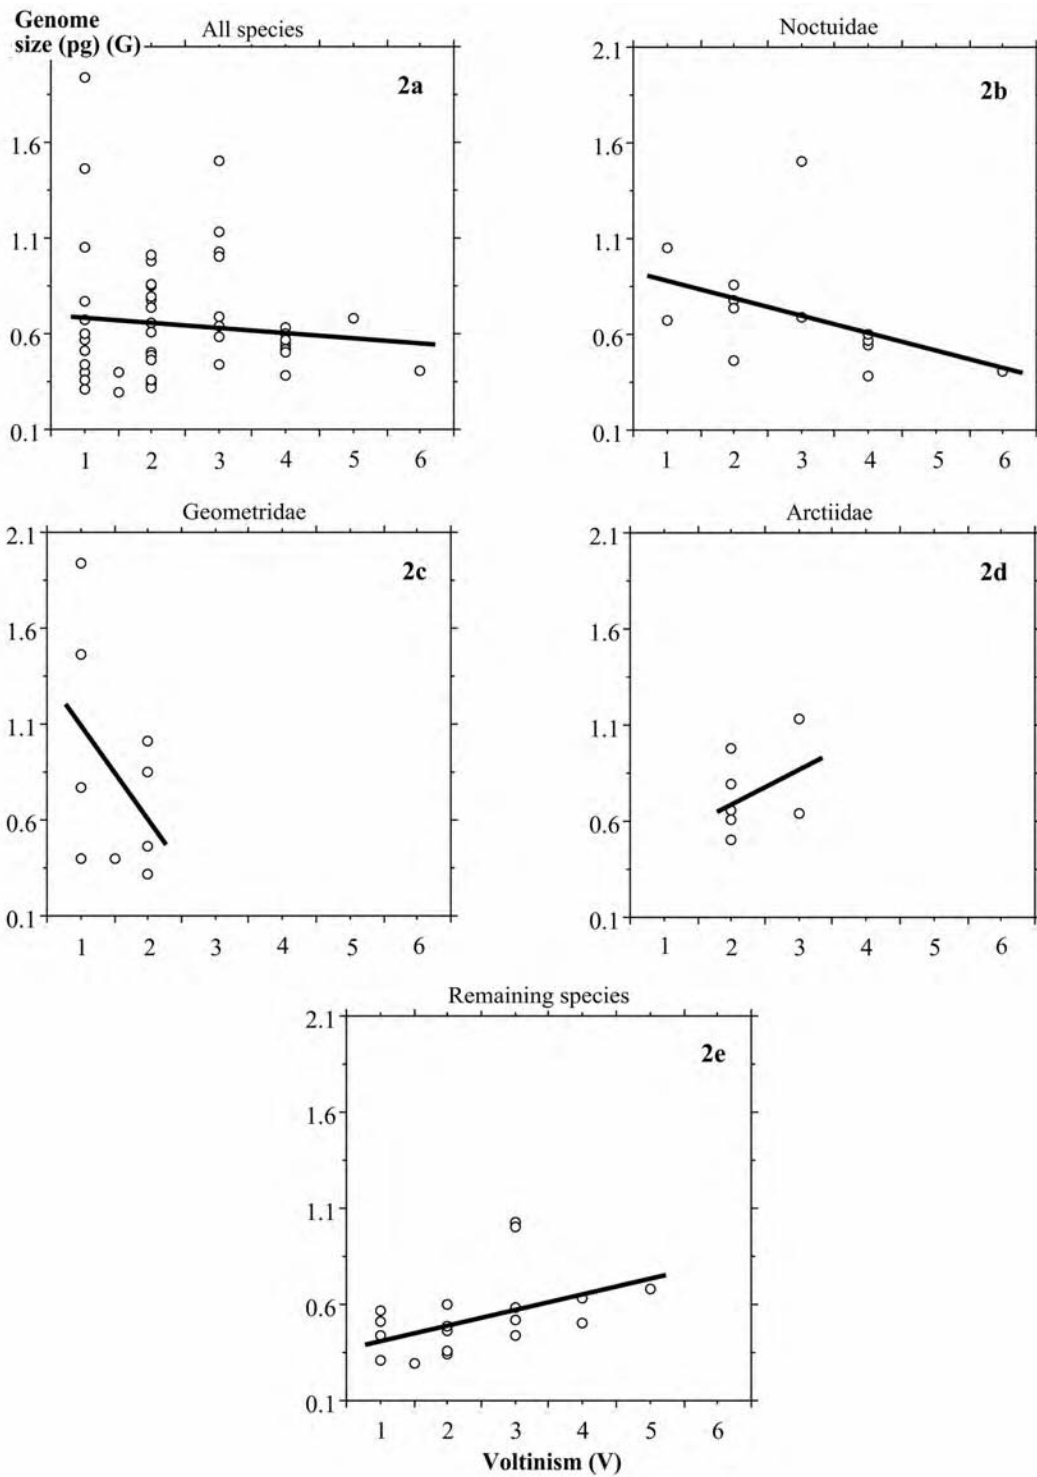 Genome
size (pg) (G)
All species
2a
1.6
1.1
0.6
0.1
1 2 3 4 5 6
Noctuidae
2b
2.1
1.6
1.1
0.6
0.1
1 2 3 4 5 6
Geometridae
2c
2.1
1.6
1.1
0.6
0.1
1 2 3 4 5 6
Arctiidae
2d
2.1
1.6
1.1
0.6
0.1
1 2 3 4 5 6
Remaining species
2e
2.1
1.6
1.1
0.6
0.1
1 2 3 4 5 6
Voltinism (V)